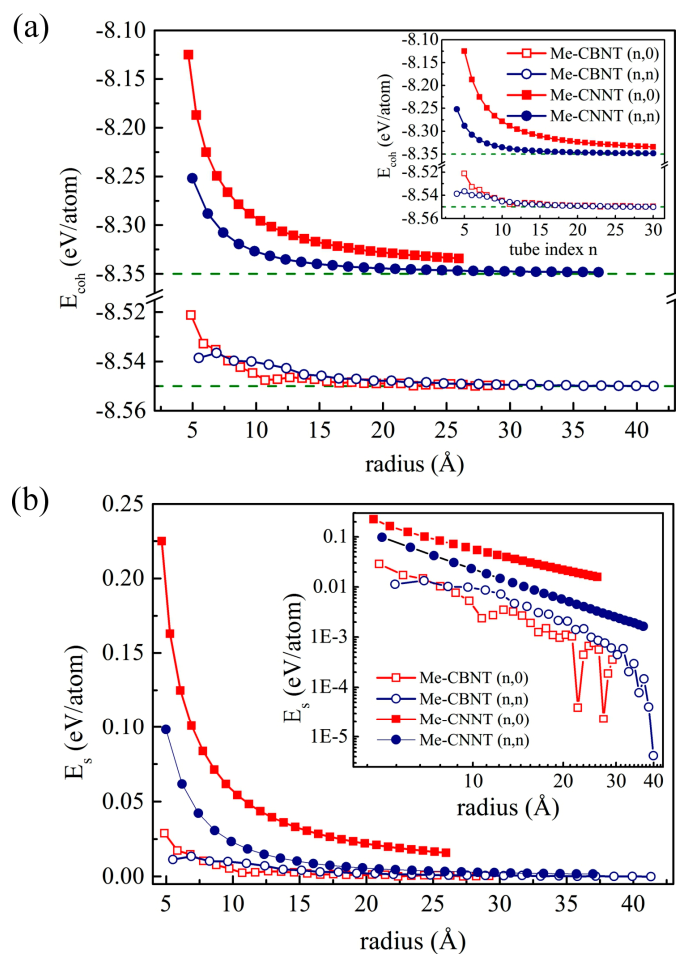 (a)
-8.10
-8.15
-8.20
-8.25
-8.30
-8.35
-8.52
-8.54
-8.56
E_coh (eV/atom)
5 10 15 20 25 30 35 40
radius (Å)
-8.10
-8.15
-8.20
-8.25
-8.30
-8.35
-8.52
-8.54
-8.56
E_coh (eV/atom)
0 5 10 15 20 25 30
tube index n
Me-CBNT (n,0)
Me-CBNT (n,n)
Me-CNNT (n,0)
Me-CNNT (n,n)
(b)
0.25
0.20
0.15
0.10
0.05
0.00
E_s (eV/atom)
5 10 15 20 25 30 35 40
radius (Å)
0.1
0.01
1E-3
1E-4
1E-5
E_s (eV/atom)
10 20 30 40
radius (Å)
Me-CBNT (n,0)
Me-CBNT (n,n)
Me-CNNT (n,0)
Me-CNNT (n,n)